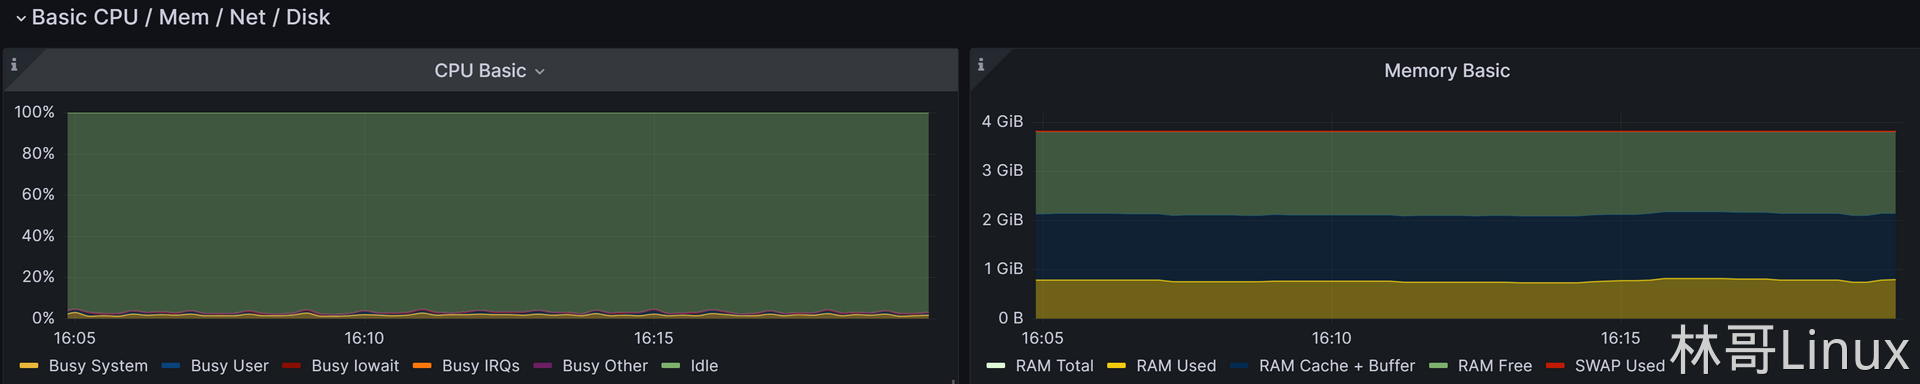 Basic CPU / Mem / Net / Disk
CPU Basic
100%
80%
60%
40%
20%
0%
16:05 16:10 16:15
Busy System Busy User Busy Iowait Busy IRQs Busy Other Idle
Memory Basic
4 GiB
3 GiB
2 GiB
1 GiB
0 B
16:05 16:10 16:15
RAM Total RAM Used RAM Cache + Buffer RAM Free SWAP Used
林哥Linux